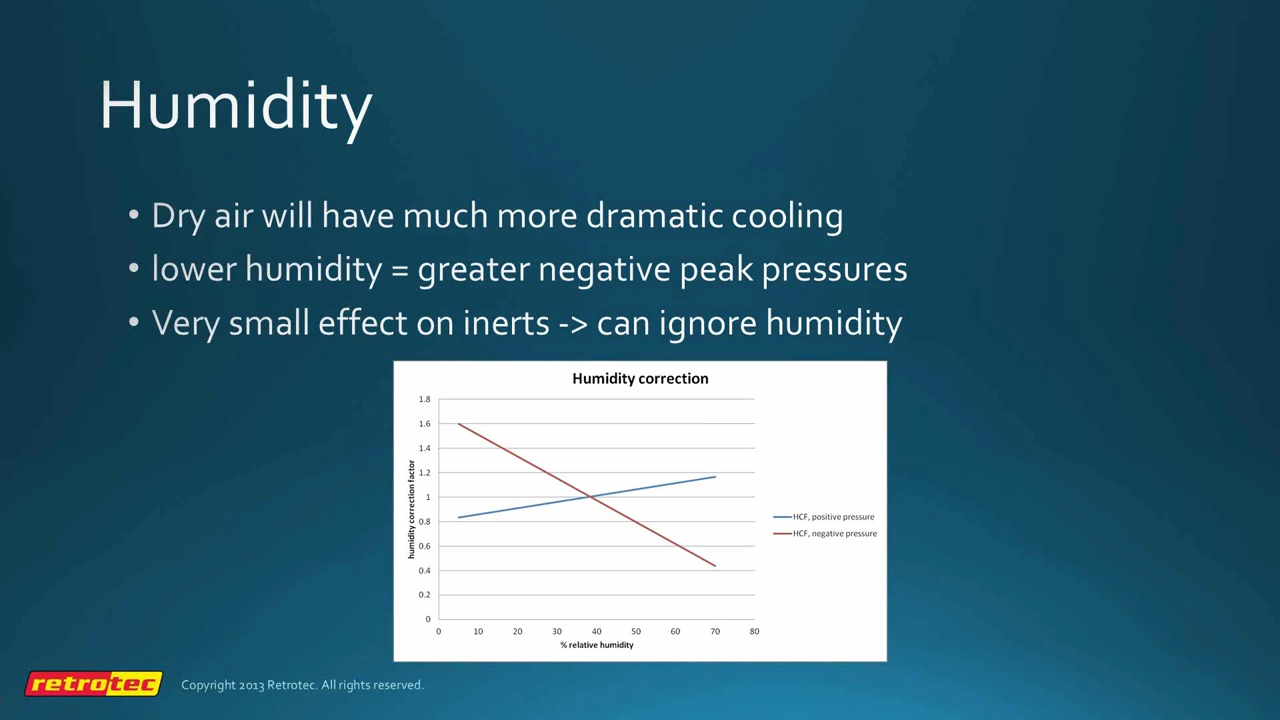 Humidity
• Dry air will have much more dramatic cooling
• lower humidity = greater negative peak pressures
• Very small effect on inerts -> can ignore humidity
Humidity correction
1.8
1.6
1.4
1.2
1
0.8
0.6
0.4
0.2
0
humidity correction factor
HCF, positive pressure
HCF, negative pressure
0 10 20 30 40 50 60 70 80
% relative humidity
retrotec
Copyright 2013 Retrotec. All rights reserved.